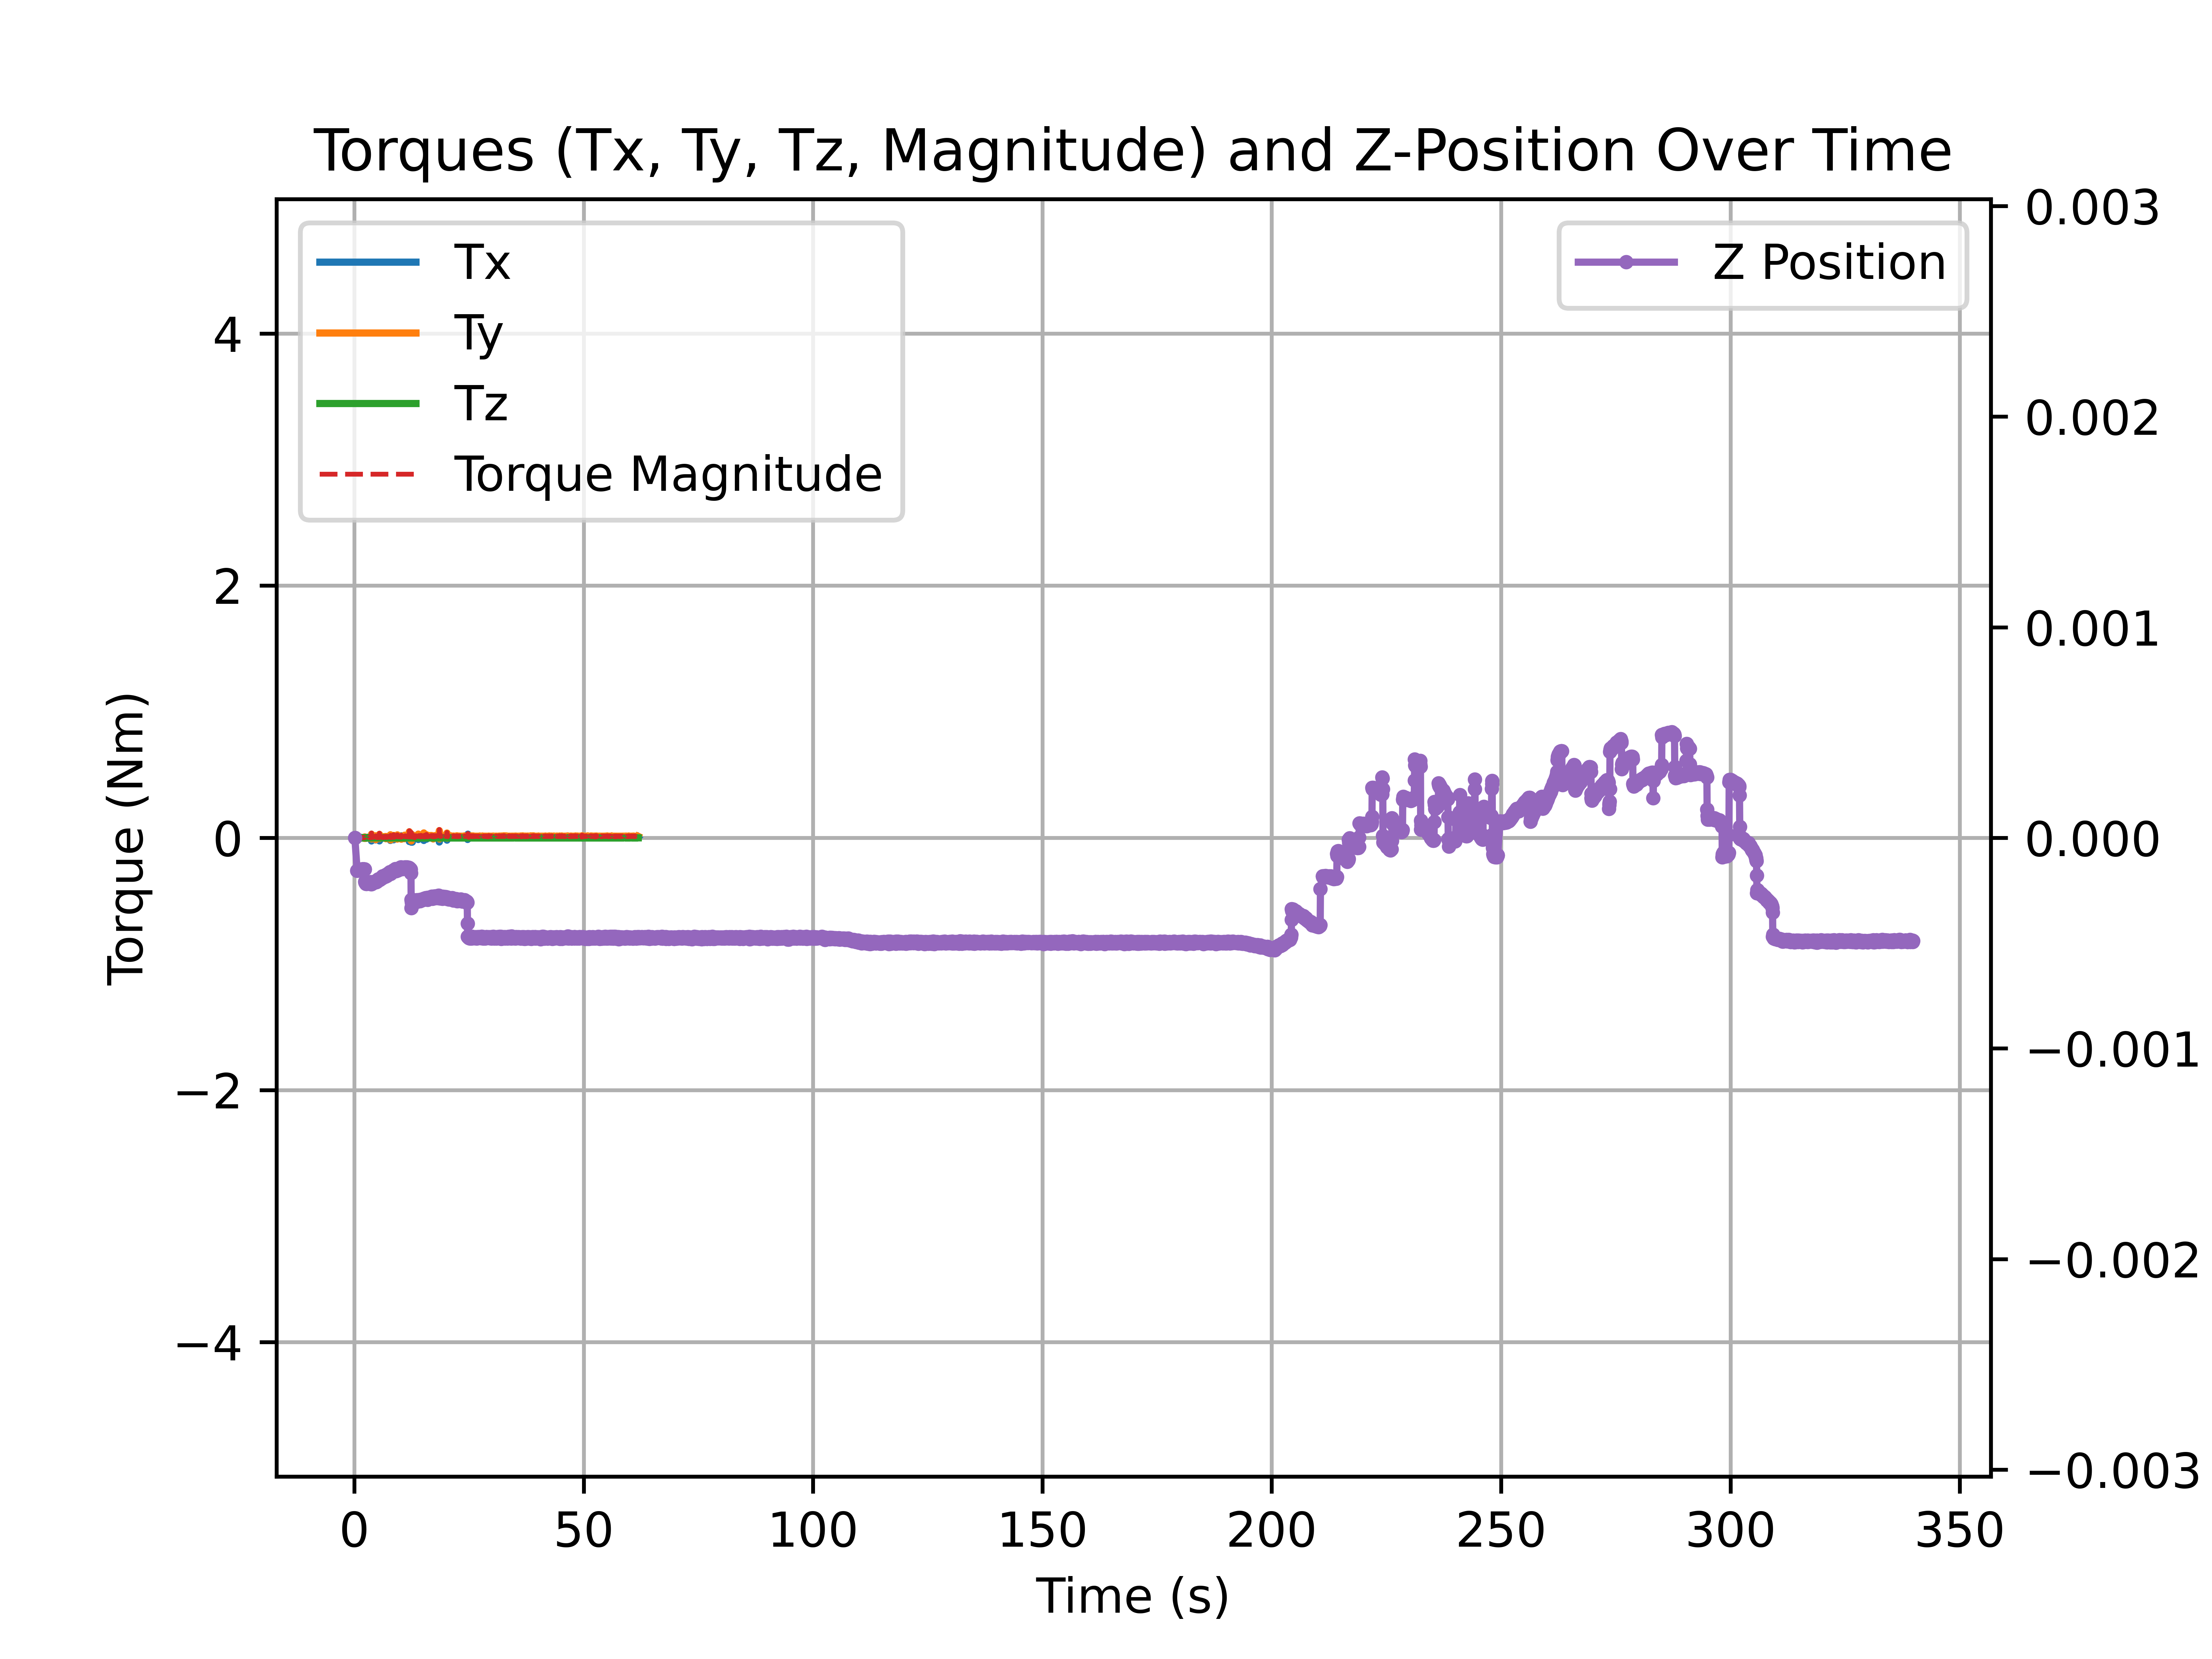 Torques (Tx, Ty, Tz, Magnitude) and Z-Position Over Time
Tx
Ty
Tz
Torque Magnitude
Z Position
Torque (Nm)
4
2
0
−2
−4
0.003
0.002
0.001
0.000
−0.001
−0.002
−0.003
0 50 100 150 200 250 300 350
Time (s)